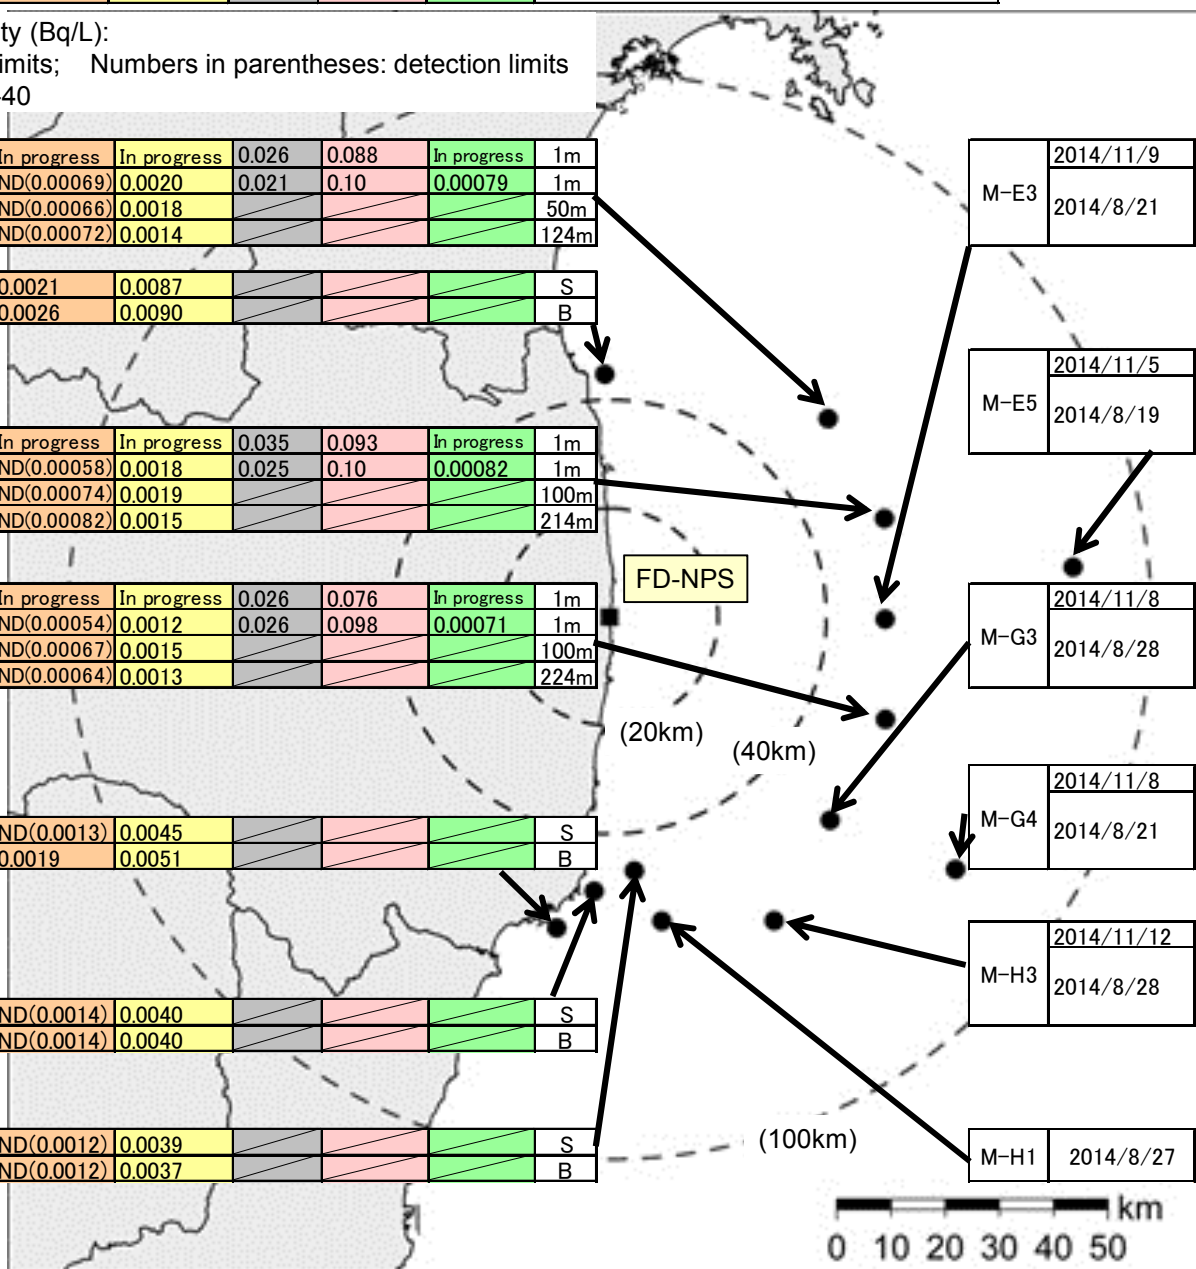 ty (Bq/L):
imits; Numbers in parentheses: detection limits
40
In progress In progress 0.026 0.088 In progress 1m
ND(0.00069) 0.0020 0.021 0.10 0.00079 1m
ND(0.00066) 0.0018 50m
ND(0.00072) 0.0014 124m
M-E3 2014/11/9
2014/8/21
0.0021 0.0087 S
0.0026 0.0090 B
M-E5 2014/11/5
2014/8/19
In progress In progress 0.035 0.093 In progress 1m
ND(0.00058) 0.0018 0.025 0.10 0.00082 1m
ND(0.00074) 0.0019 100m
ND(0.00082) 0.0015 214m
FD-NPS
In progress In progress 0.026 0.076 In progress 1m
ND(0.00054) 0.0012 0.026 0.098 0.00071 1m
ND(0.00067) 0.0015 100m
ND(0.00064) 0.0013 224m
M-G3 2014/11/8
2014/8/28
(20km)
(40km)
M-G4 2014/11/8
2014/8/21
ND(0.0013) 0.0045 S
0.0019 0.0051 B
M-H3 2014/11/12
2014/8/28
ND(0.0014) 0.0040 S
ND(0.0014) 0.0040 B
ND(0.0012) 0.0039 S
ND(0.0012) 0.0037 B
(100km)
M-H1 2014/8/27
km
0 10 20 30 40 50